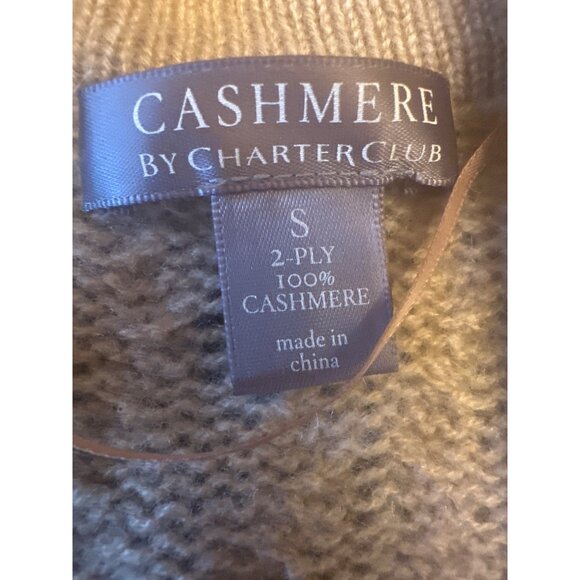 CASHMERE
BY CHARTER CLUB
S
2-PLY
100%
CASHMERE
made in
china